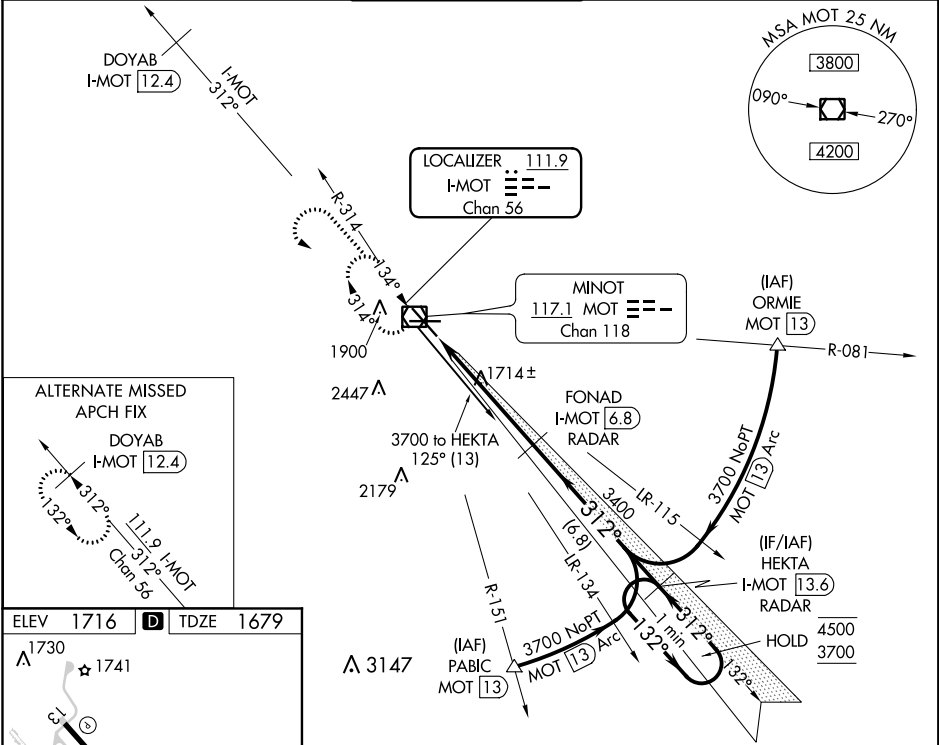 MSA MOT 25 NM
3800
090°
270°
4200
DOYAB
I-MOT 12.4
I-MOT
312°
LOCALIZER 111.9
I-MOT
Chan 56
R-314
134°
314°
MINOT
117.1 MOT
Chan 118
(IAF)
ORMIE
MOT 13
R-081
1900
2447
1714±
FONAD
I-MOT 6.8
RADAR
3700 to HEKTA
125° (13)
2179
3700 NoPT
MOT 13 Arc
LR-115
3400
312°
(6.8)
LR-134
R-151
(IF/IAF)
HEKTA
I-MOT 13.6
RADAR
HOLD
4500
3700
312°
1 min
132°
132°
3700 NoPT
MOT 13 Arc
(IAF)
PABIC
MOT 13
3147
ALTERNATE MISSED
APCH FIX
DOYAB
I-MOT 12.4
312°
132°
111.9 I-MOT
312°
Chan 56
ELEV 1716 D TDZE 1679
1730
1741
13
P